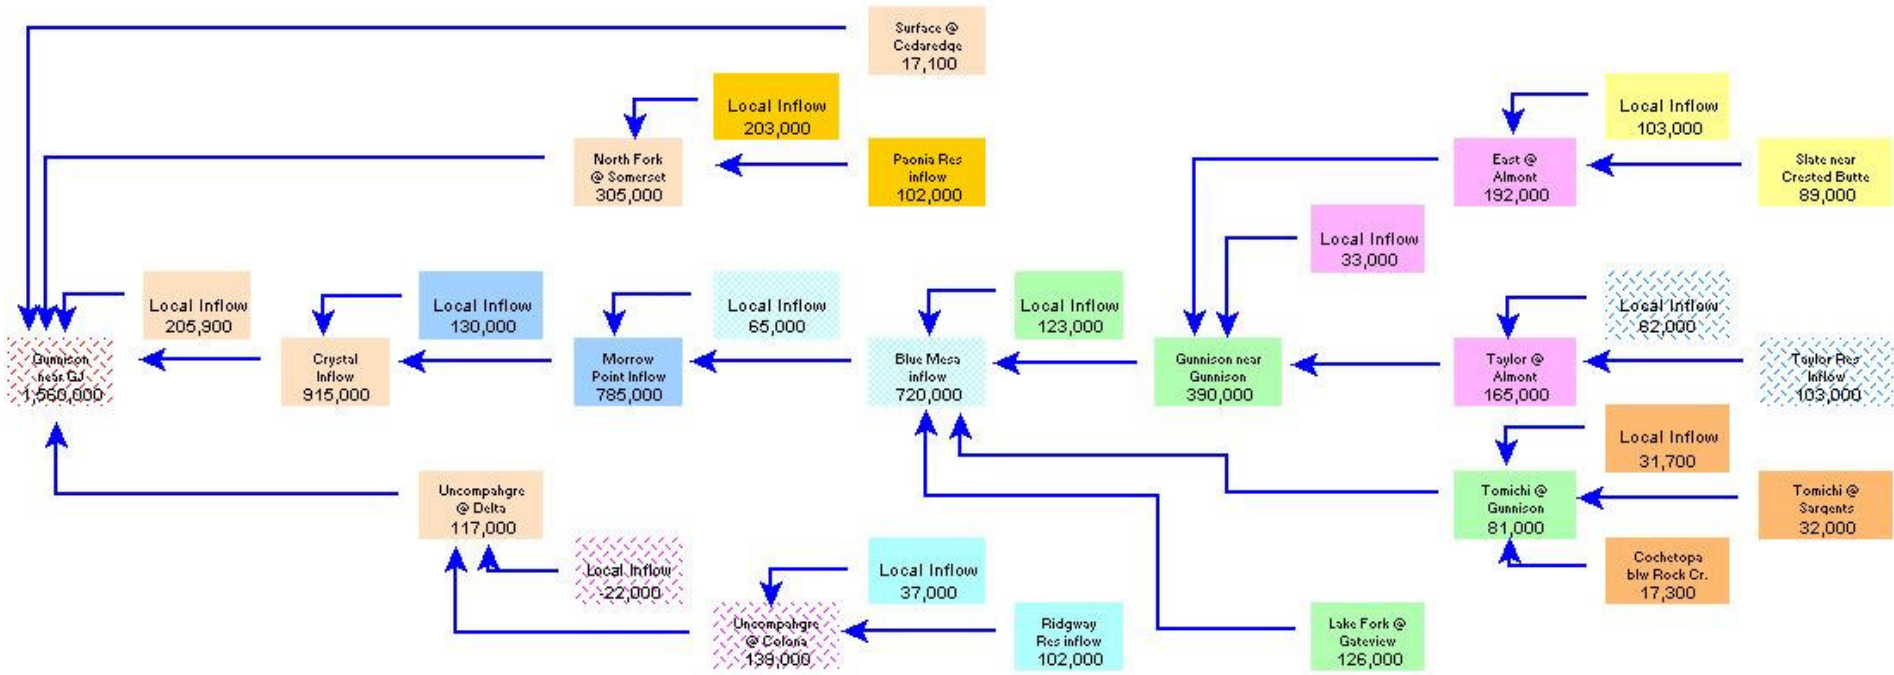 Surface @
Cedaredge
17,100
Local Inflow
203,000
Local Inflow
103,000
North Fork
@ Somerset
305,000
Paonia Res
inflow
102,000
East @
Almont
192,000
Slate near
Crested Butte
89,000
Local Inflow
33,000
Local Inflow
205,900
Local Inflow
130,000
Local Inflow
65,000
Local Inflow
123,000
Local Inflow
62,000
Gunnison
near GJ
1,560,000
Crystal
Inflow
915,000
Morrow
Point Inflow
785,000
Blue Mesa
inflow
720,000
Gunnison near
Gunnison
390,000
Taylor @
Almont
165,000
Taylor Res
Inflow
103,000
Local Inflow
31,700
Uncompahgre
@ Delta
117,000
Tomichi @
Gunnison
81,000
Tomichi @
Sargents
32,000
Local Inflow
-22,000
Local Inflow
37,000
Cochetopa
blw Rock Cr.
17,300
Uncompahgre
@ Colona
139,000
Ridgway
Res inflow
102,000
Lake Fork @
Gateview
126,000